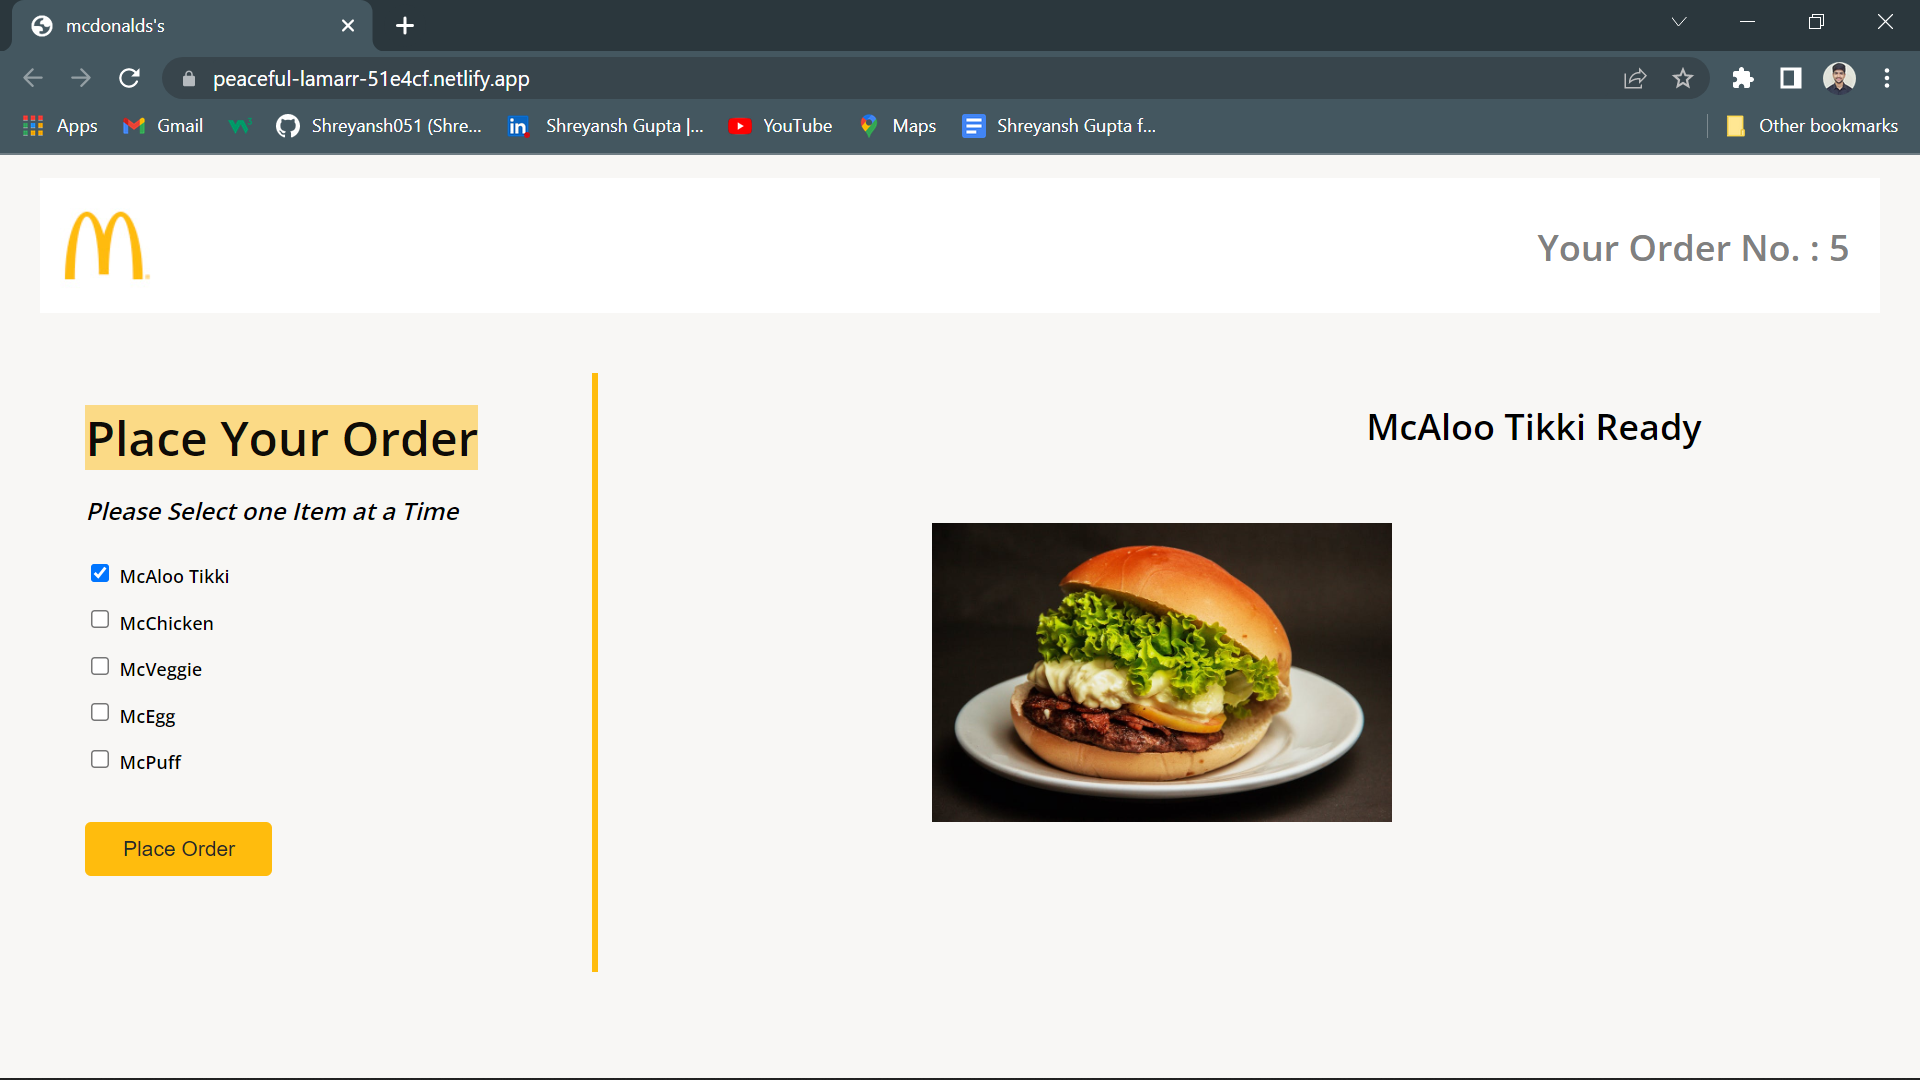 mcdonalds's
peaceful-lamarr-51e4cf.netlify.app
Apps Gmail Shreyansh051 (Shre... Shreyansh Gupta |... YouTube Maps Shreyansh Gupta f... Other bookmarks
Your Order No. : 5
Place Your Order
McAloo Tikki Ready
Please Select one Item at a Time
McAloo Tikki
McChicken
McVeggie
McEgg
McPuff
Place Order